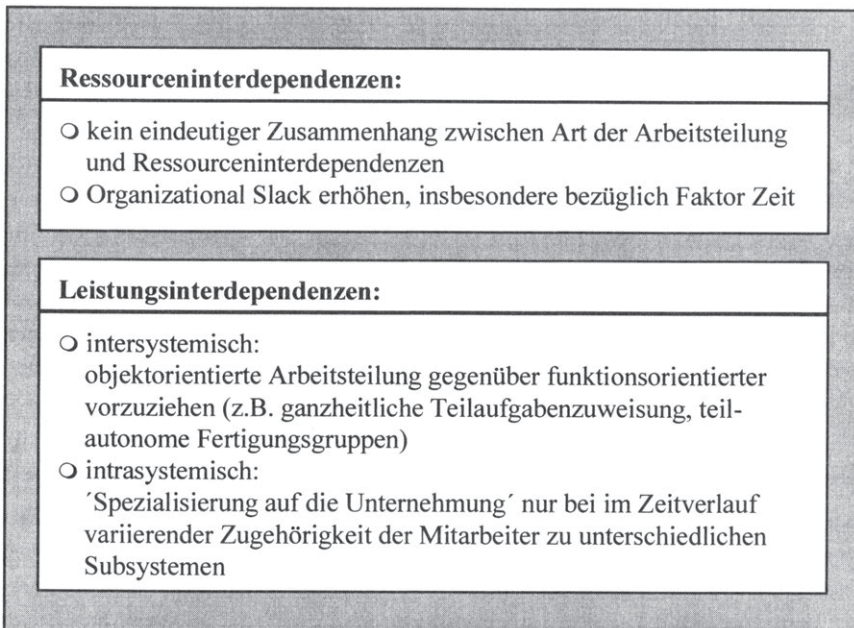 Ressourceninterdependenzen:
❍ kein eindeutiger Zusammenhang zwischen Art der Arbeitsteilung
und Ressourceninterdependenzen
❍ Organizational Slack erhöhen, insbesondere bezüglich Faktor Zeit
Leistungsinterdependenzen:
❍ intersystemisch:
objektorientierte Arbeitsteilung gegenüber funktionsorientierter
vorzuziehen (z.B. ganzheitliche Teilaufgabenzuweisung, teil-
autonome Fertigungsgruppen)
❍ intrasystemisch:
´Spezialisierung auf die Unternehmung´ nur bei im Zeitverlauf
variierender Zugehörigkeit der Mitarbeiter zu unterschiedlichen
Subsystemen